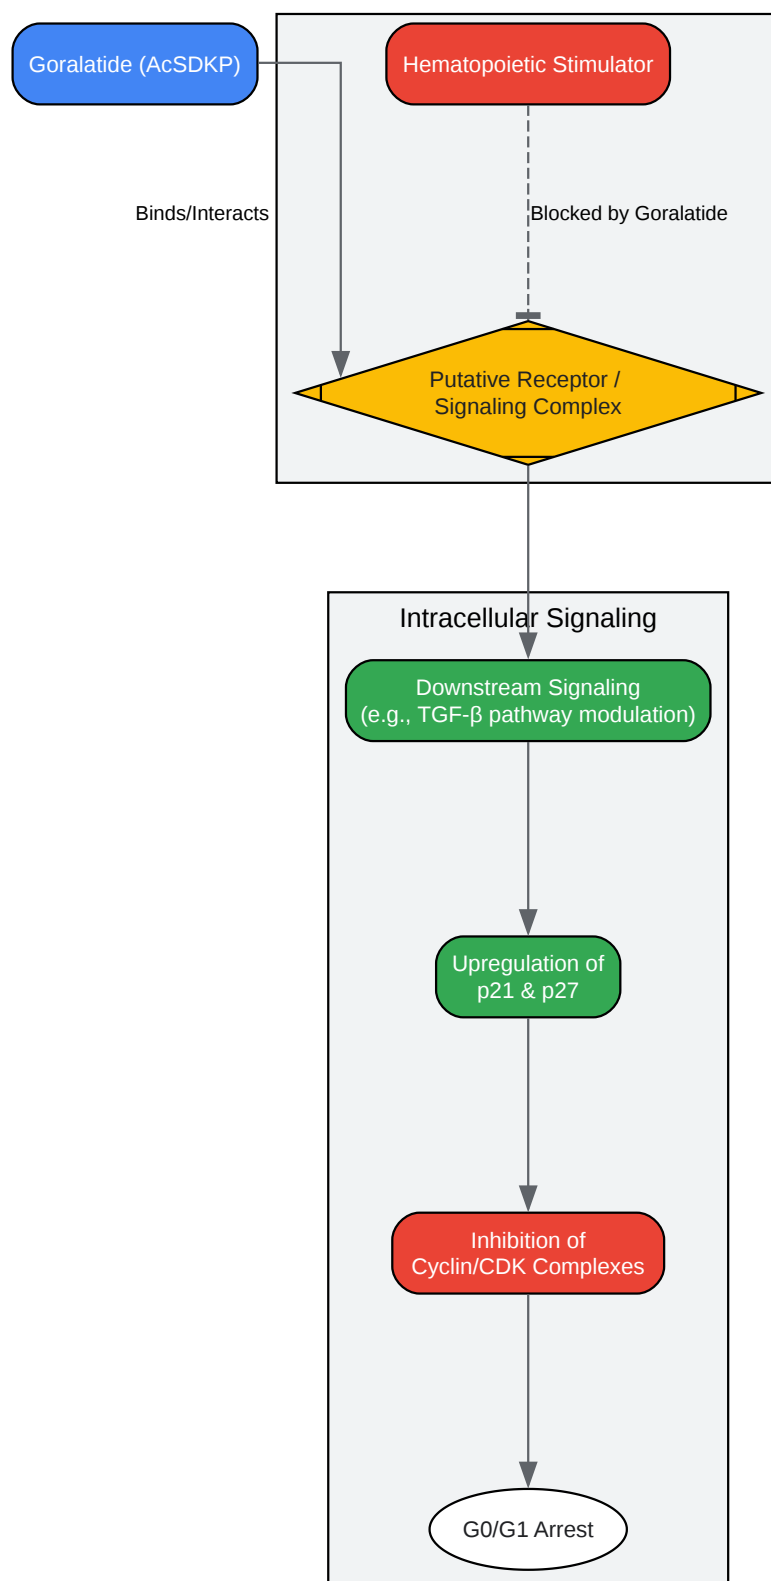 Goralatide (AcSDKP)
Hematopoietic Stimulator
Binds/Interacts
Blocked by Goralatide
Putative Receptor /
Signaling Complex
Intracellular Signaling
Downstream Signaling
(e.g., TGF-β pathway modulation)
Upregulation of
p21 & p27
Inhibition of
Cyclin/CDK Complexes
G0/G1 Arrest